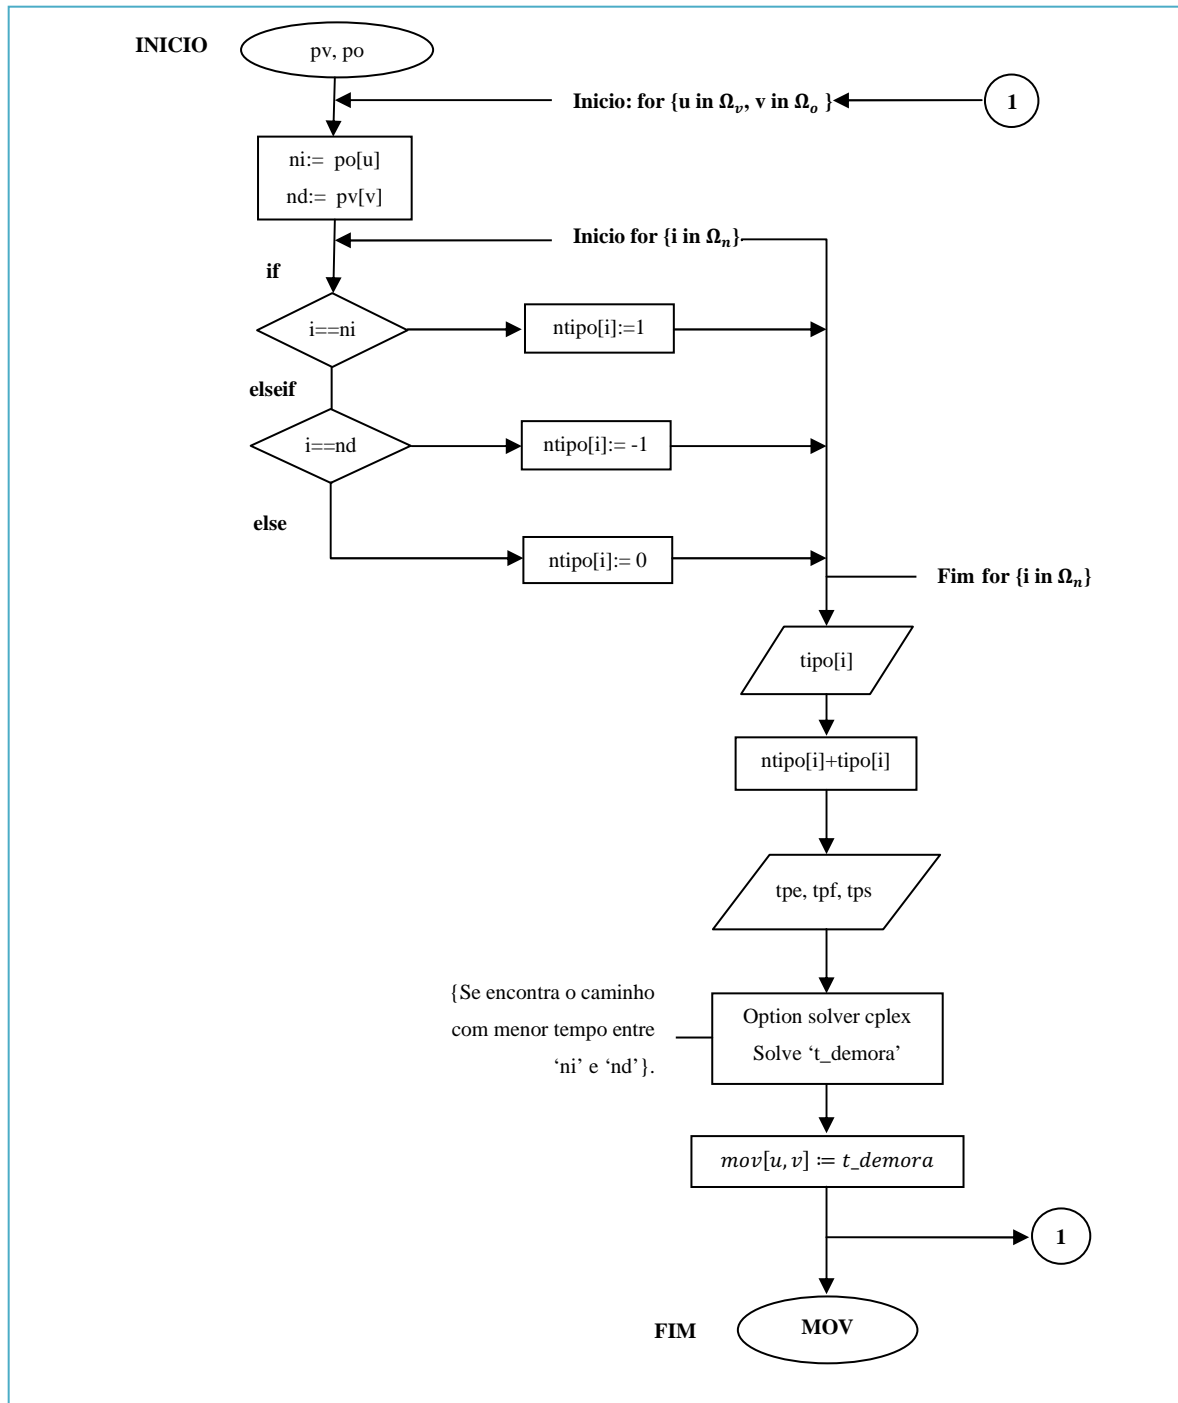 INICIO
pv, po
Inicio: for {u in Ωᵥ, v in Ωₒ }
1
ni:= po[u]
nd:= pv[v]
Inicio for {i in Ωₙ}
if
i==ni
ntipo[i]:=1
elseif
i==nd
ntipo[i]:= -1
else
ntipo[i]:= 0
Fim for {i in Ωₙ}
tipo[i]
ntipo[i]+tipo[i]
tpe, tpf, tps
{Se encontra o caminho
com menor tempo entre
‘ni’ e ‘nd’}.
Option solver cplex
Solve ‘t_demora’
mov[u, v] ≔ t_demora
1
FIM
MOV